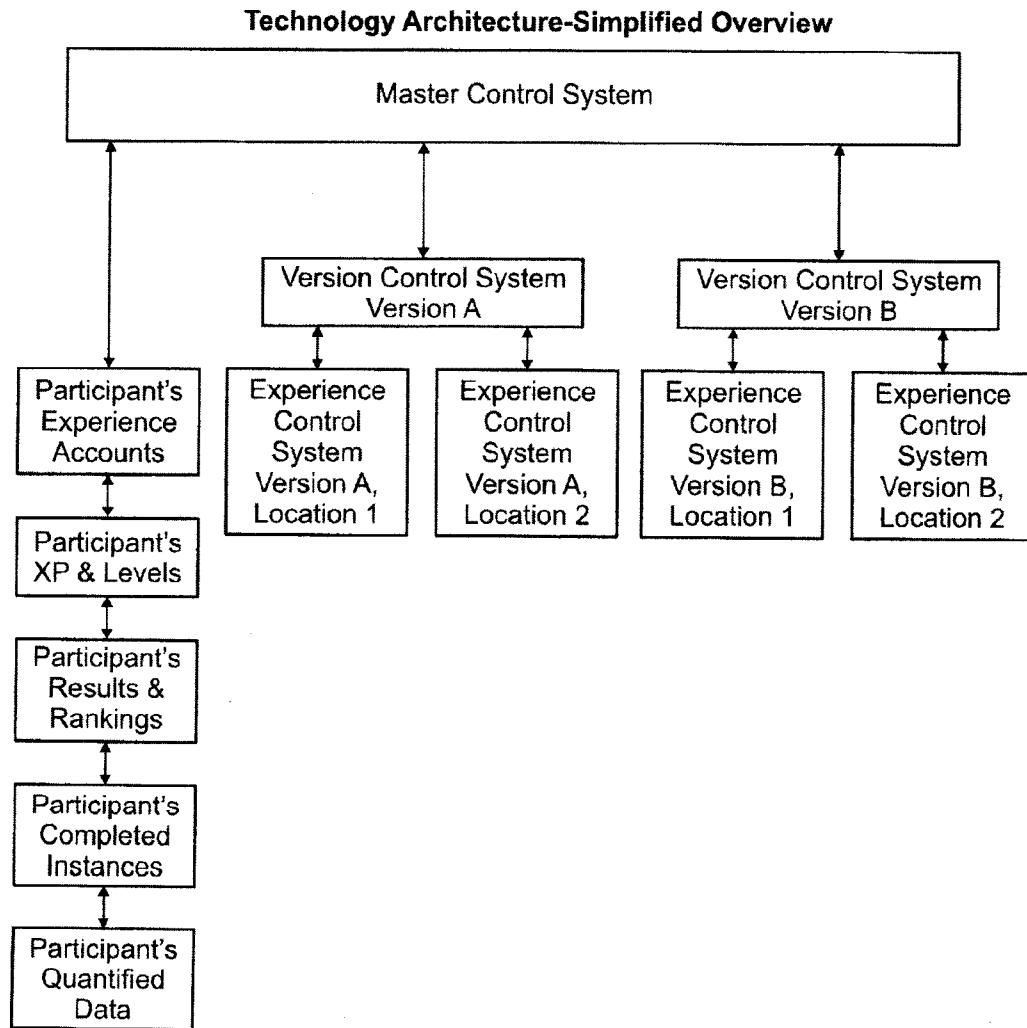 Technology Architecture-Simplified Overview
Master Control System
Version Control System
Version A
Version Control System
Version B
Participant's
Experience
Accounts
Experience
Control
System
Version A,
Location 1
Experience
Control
System
Version A,
Location 2
Experience
Control
System
Version B,
Location 1
Experience
Control
System
Version B,
Location 2
Participant's
XP & Levels
Participant's
Results &
Rankings
Participant's
Completed
Instances
Participant's
Quantified
Data